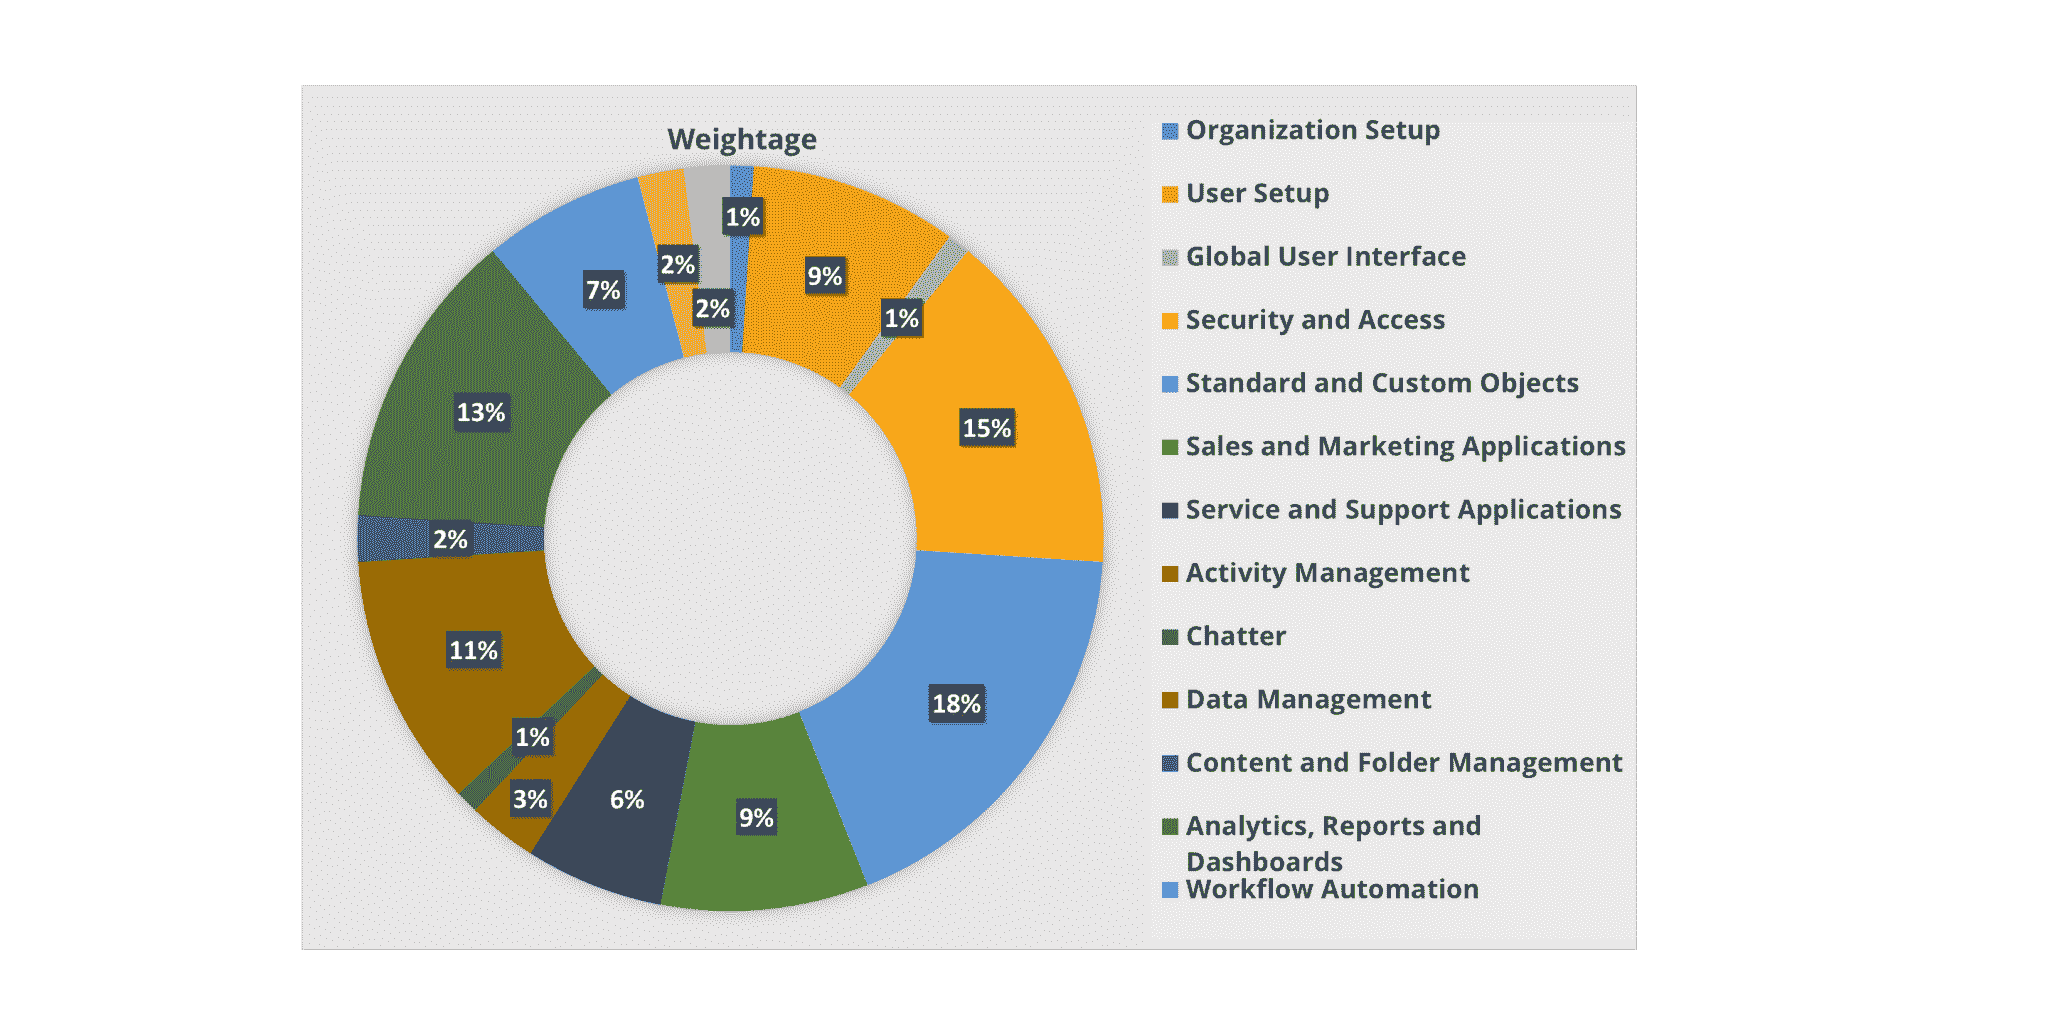 Weightage
1%
9%
1%
15%
18%
9%
6%
3%
1%
11%
2%
13%
7%
2%
2%
Organization Setup
User Setup
Global User Interface
Security and Access
Standard and Custom Objects
Sales and Marketing Applications
Service and Support Applications
Activity Management
Chatter
Data Management
Content and Folder Management
Analytics, Reports and
Dashboards
Workflow Automation